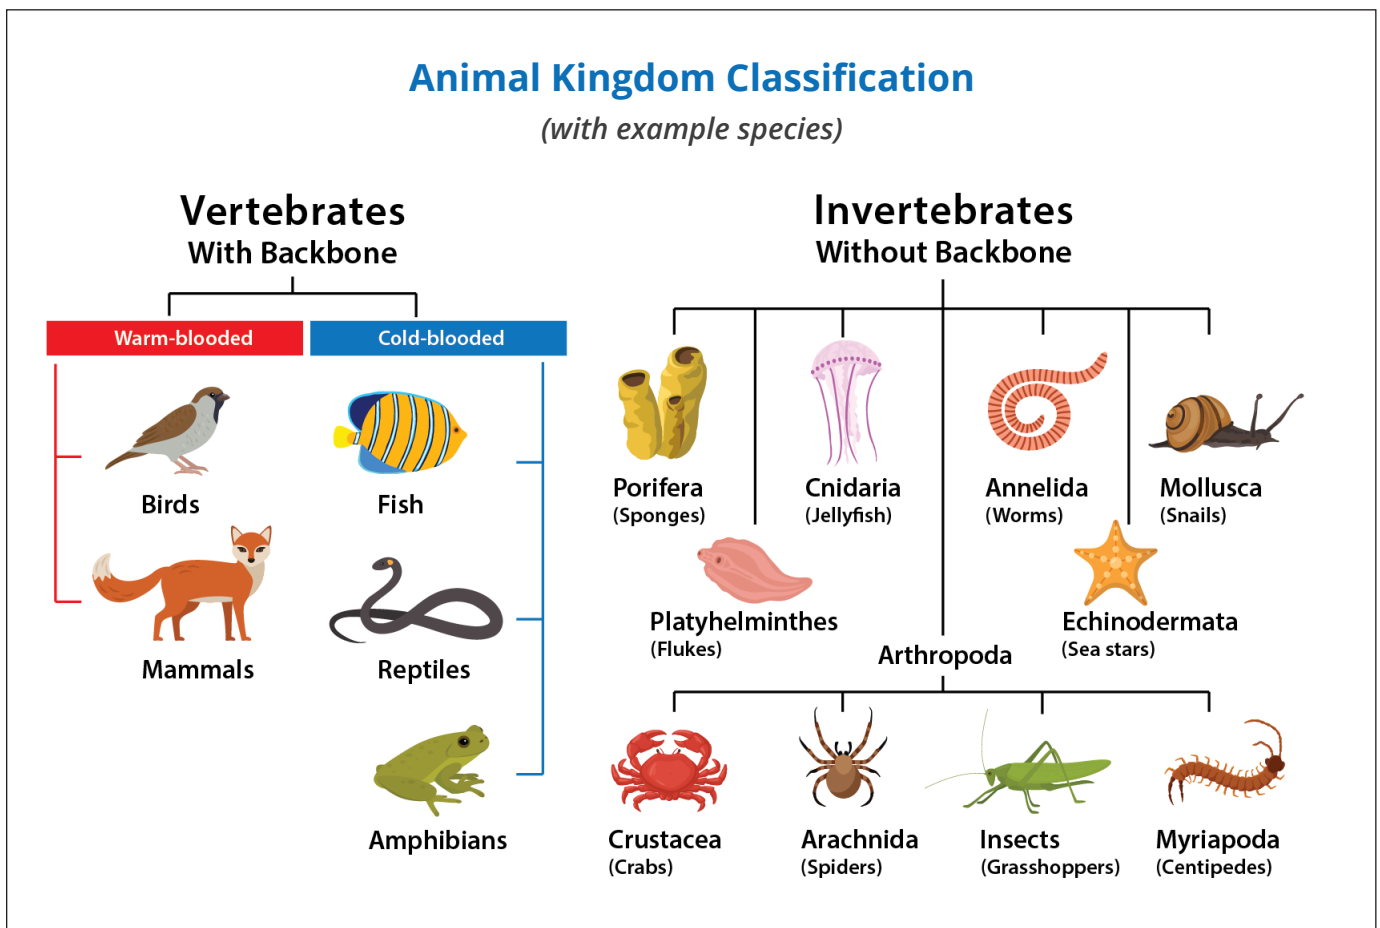 Animal Kingdom Classification
(with example species)
Vertebrates
With Backbone
Warm-blooded
Cold-blooded
Birds
Fish
Mammals
Reptiles
Amphibians
Invertebrates
Without Backbone
Porifera
(Sponges)
Cnidaria
(Jellyfish)
Annelida
(Worms)
Mollusca
(Snails)
Platyhelminthes
(Flukes)
Echinodermata
(Sea stars)
Arthropoda
Crustacea
(Crabs)
Arachnida
(Spiders)
Insects
(Grasshoppers)
Myriapoda
(Centipedes)